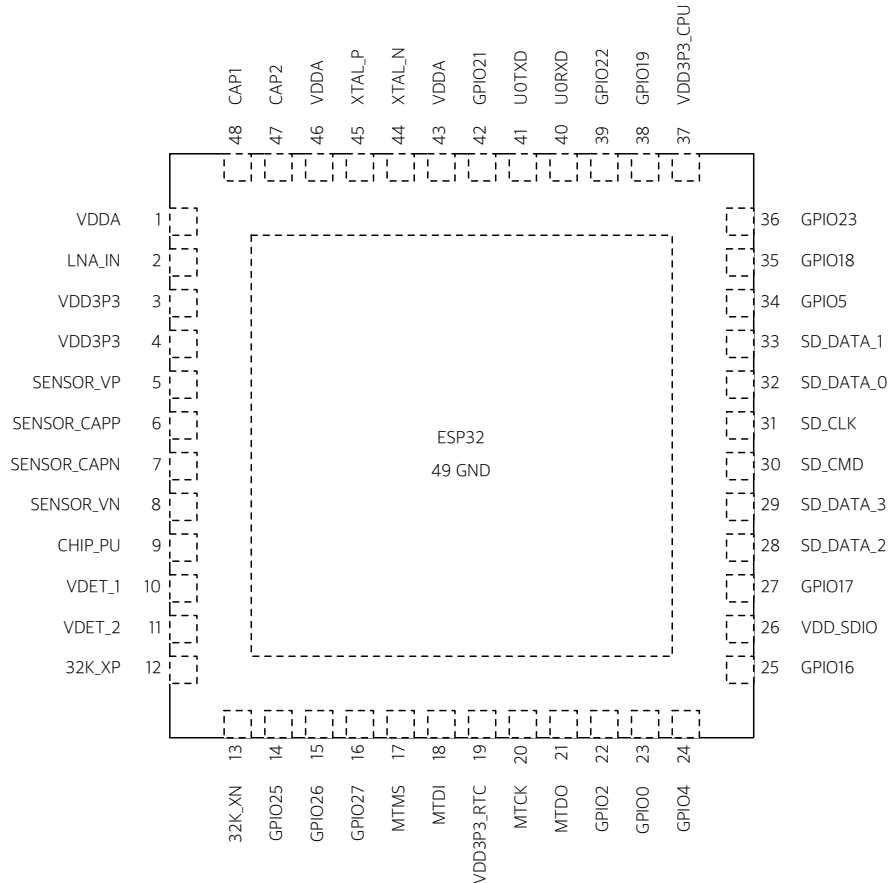 CAP1
CAP2
VDDA
XTAL_P
XTAL_N
VDDA
GPIO21
U0TXD
U0RXD
GPIO22
GPIO19
VDD3P3_CPU
48
47
46
45
44
43
42
41
40
39
38
37
VDDA 1
LNA_IN 2
VDD3P3 3
VDD3P3 4
SENSOR_VP 5
SENSOR_CAPP 6
SENSOR_CAPN 7
SENSOR_VN 8
CHIP_PU 9
VDET_1 10
VDET_2 11
32K_XP 12
ESP32
49 GND
36 GPIO23
35 GPIO18
34 GPIO5
33 SD_DATA_1
32 SD_DATA_0
31 SD_CLK
30 SD_CMD
29 SD_DATA_3
28 SD_DATA_2
27 GPIO17
26 VDD_SDIO
25 GPIO16
13
14
15
16
17
18
19
20
21
22
23
24
32K_XN
GPIO25
GPIO26
GPIO27
MTMS
MTDI
VDD3P3_RTC
MTCK
MTDO
GPIO2
GPIO0
GPIO4